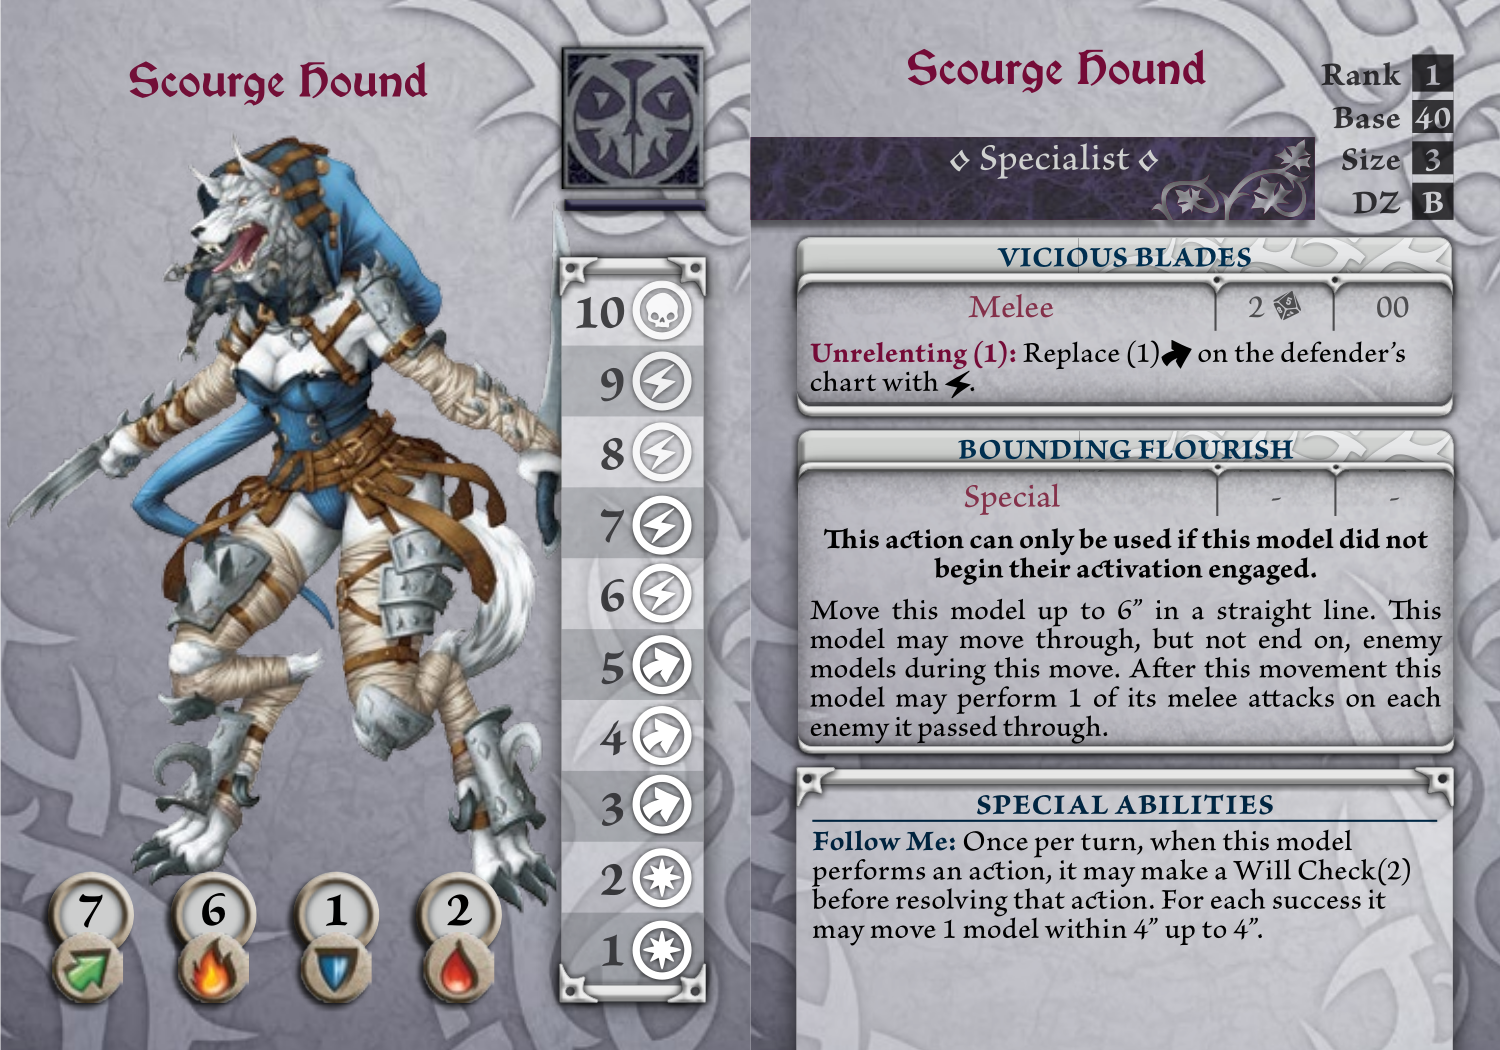 Scourge Hound
10
9
8
7
6
5
4
3
2
1
7 6 1 2
Scourge Hound
Rank 1
Base 40
Size 3
DZ B
◇ Specialist ◇
VICIOUS BLADES
Melee 2 00
Unrelenting (1): Replace (1) on the defender's
chart with .
BOUNDING FLOURISH
Special - -
This action can only be used if this model did not
begin their activation engaged.
Move this model up to 6” in a straight line. This
model may move through, but not end on, enemy
models during this move. After this movement this
model may perform 1 of its melee attacks on each
enemy it passed through.
SPECIAL ABILITIES
Follow Me: Once per turn, when this model
performs an action, it may make a Will Check(2)
before resolving that action. For each success it
may move 1 model within 4” up to 4”.